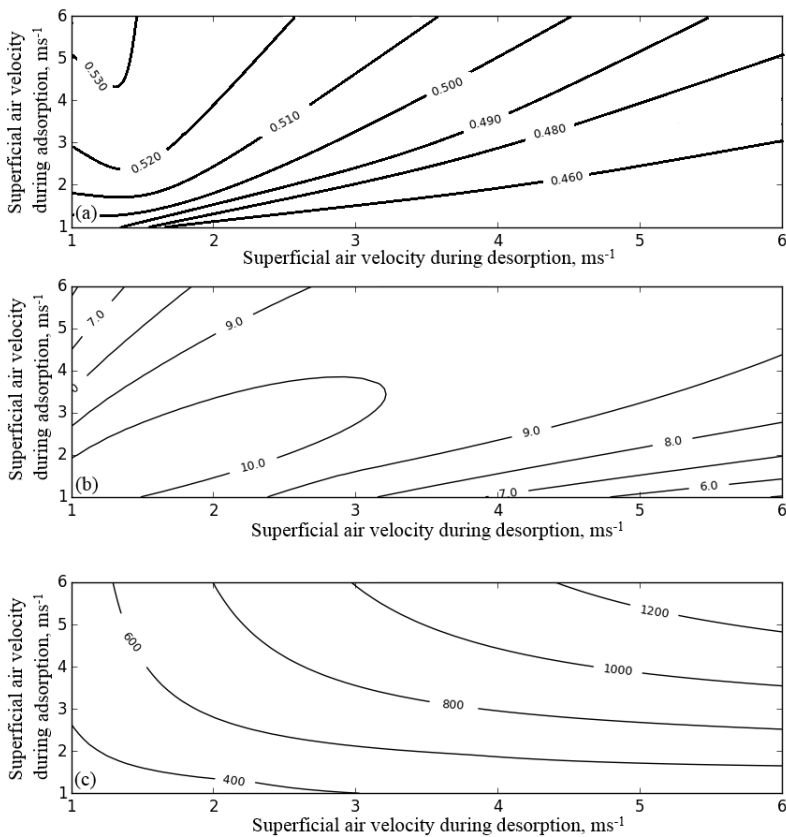 Superficial air velocity
during adsorption, ms-1
6
5
4
3
2
1
0.530
0.520
0.510
0.500
0.490
0.480
0.460
(a)
1 2 3 4 5 6
Superficial air velocity during desorption, ms-1
Superficial air velocity
during adsorption, ms-1
6
5
4
3
2
1
7.0
9.0
10.0
9.0
8.0
7.0
6.0
(b)
1 2 3 4 5 6
Superficial air velocity during desorption, ms-1
Superficial air velocity
during adsorption, ms-1
6
5
4
3
2
1
600
400
800
1000
1200
(c)
1 2 3 4 5 6
Superficial air velocity during desorption, ms-1